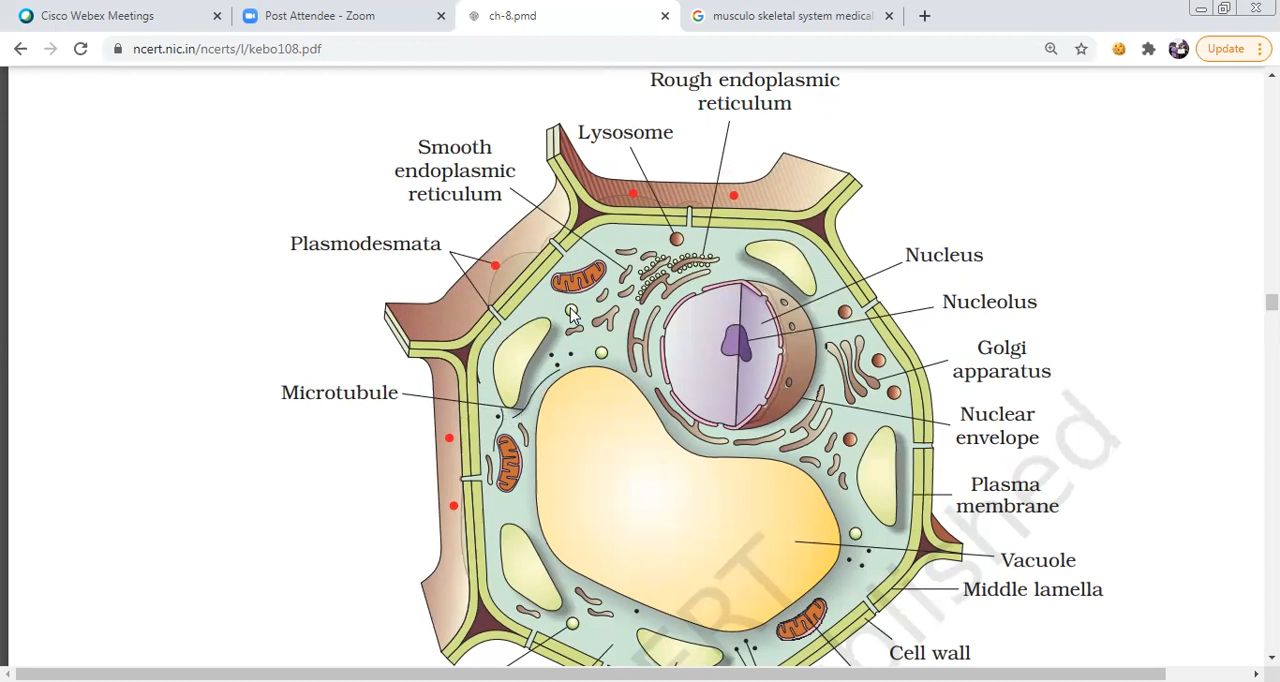 Cisco Webex Meetings
Post Attendee - Zoom
ch-8.pmd
musculo skeletal system medical
ncert.nic.in/ncerts/l/kebo108.pdf
Update
Rough endoplasmic
reticulum
Lysosome
Smooth
endoplasmic
reticulum
Plasmodesmata
Nucleus
Nucleolus
Golgi
apparatus
Microtubule
Nuclear
envelope
Plasma
membrane
Vacuole
Middle lamella
Cell wall
ERT
published